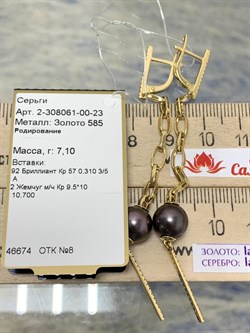 Серьги
Арт. 2-308061-00-23
Металл: Золото 585
Родирование
Масса, г: 7,10
Вставки:
92 Бриллиант Кр 57 0.310 3/5
А
2 Жемчуг м/ч Кр 9.5*10
10,700
46674 ОТК №8
ЗОЛОТО:
СЕРЕБРО: